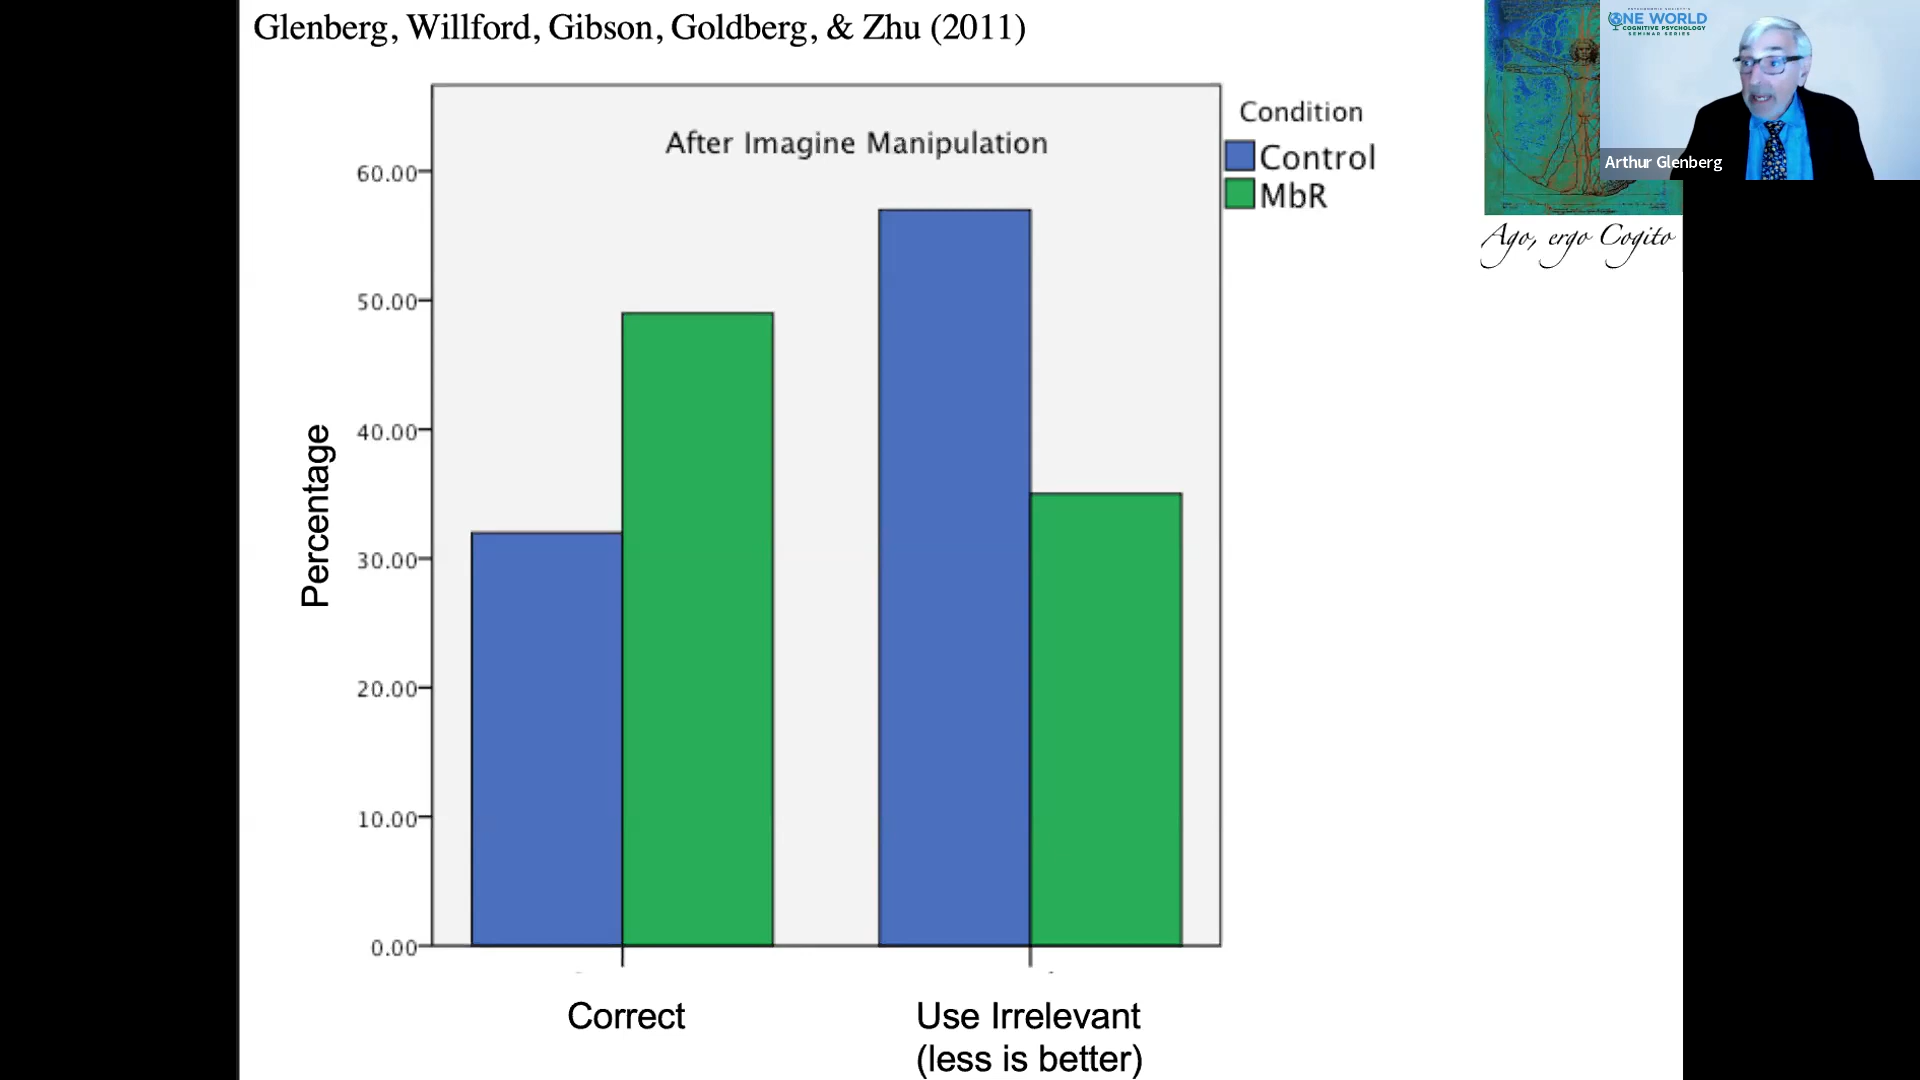 Glenberg, Willford, Gibson, Goldberg, & Zhu (2011)
After Imagine Manipulation
Condition
Control
MbR
60.00
50.00
40.00
30.00
20.00
10.00
0.00
Percentage
Correct
Use Irrelevant
(less is better)
PSYCHONOMIC SOCIETY'S
ONE WORLD
COGNITIVE PSYCHOLOGY
SEMINAR SERIES
Arthur Glenberg
Ago, ergo Cogito